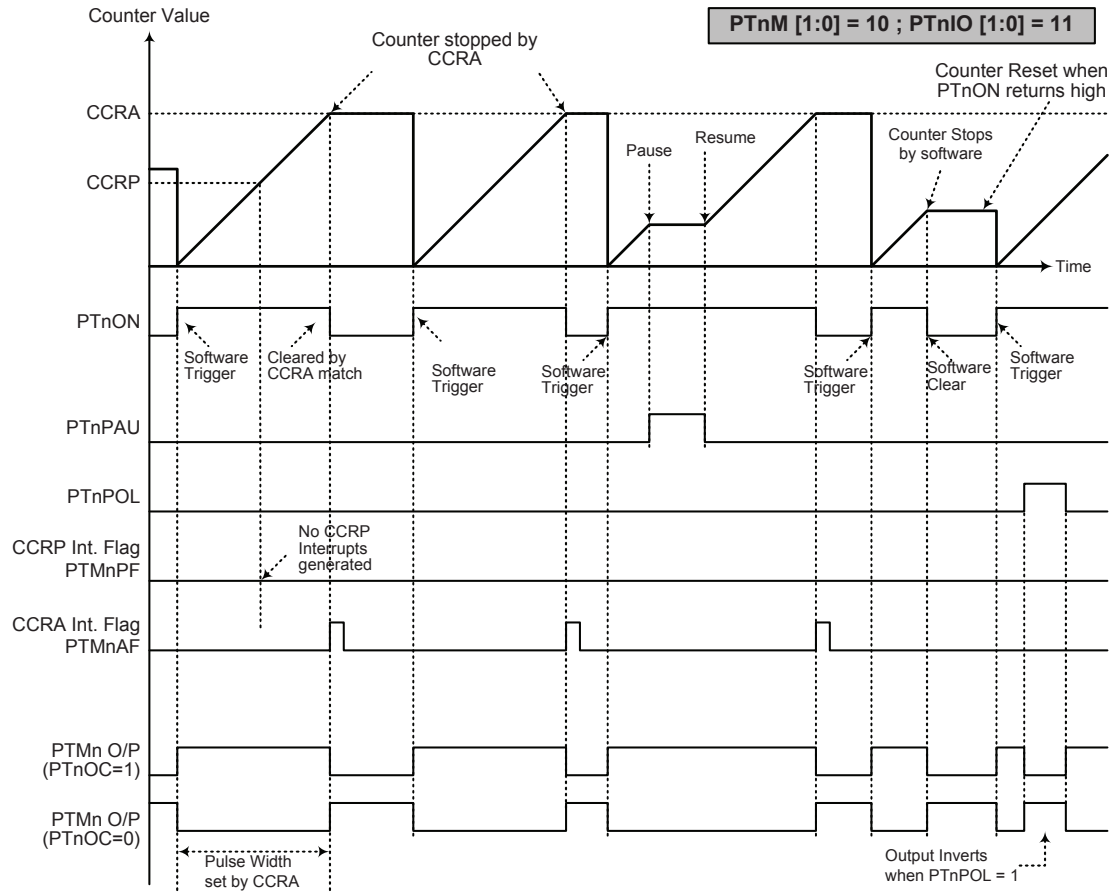 Counter Value
PTnM [1:0] = 10 ; PTnIO [1:0] = 11
Counter stopped by
CCRA
Counter Reset when
PTnON returns high
CCRA
Pause
Resume
Counter Stops
by software
CCRP
Time
PTnON
Software
Trigger
Cleared by
CCRA match
Software
Trigger
Software
Trigger
Software
Trigger
Software
Clear
Software
Trigger
PTnPAU
PTnPOL
No CCRP
Interrupts
generated
CCRP Int. Flag
PTMnPF
CCRA Int. Flag
PTMnAF
PTMn O/P
(PTnOC=1)
PTMn O/P
(PTnOC=0)
Pulse Width
set by CCRA
Output Inverts
when PTnPOL = 1